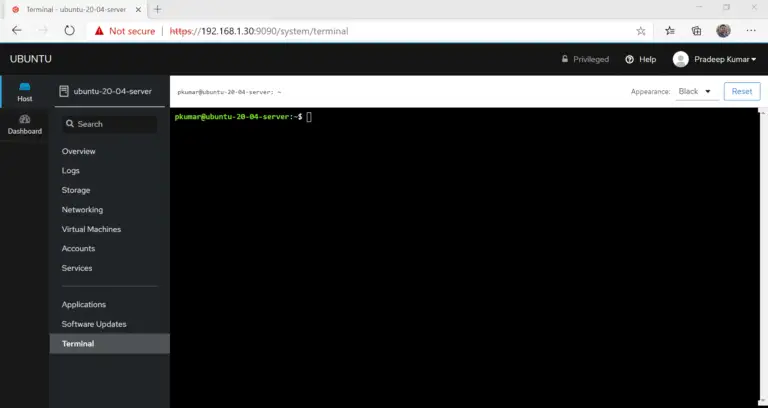 Terminal - ubuntu-20-04-server
Not secure | https://192.168.1.30:9090/system/terminal
UBUNTU
Privileged
Help
Pradeep Kumar
Host
Dashboard
ubuntu-20-04-server
Search
Overview
Logs
Storage
Networking
Virtual Machines
Accounts
Services
Applications
Software Updates
Terminal
pkumar@ubuntu-20-04-server: ~
Appearance: Black
Reset
pkumar@ubuntu-20-04-server:~$